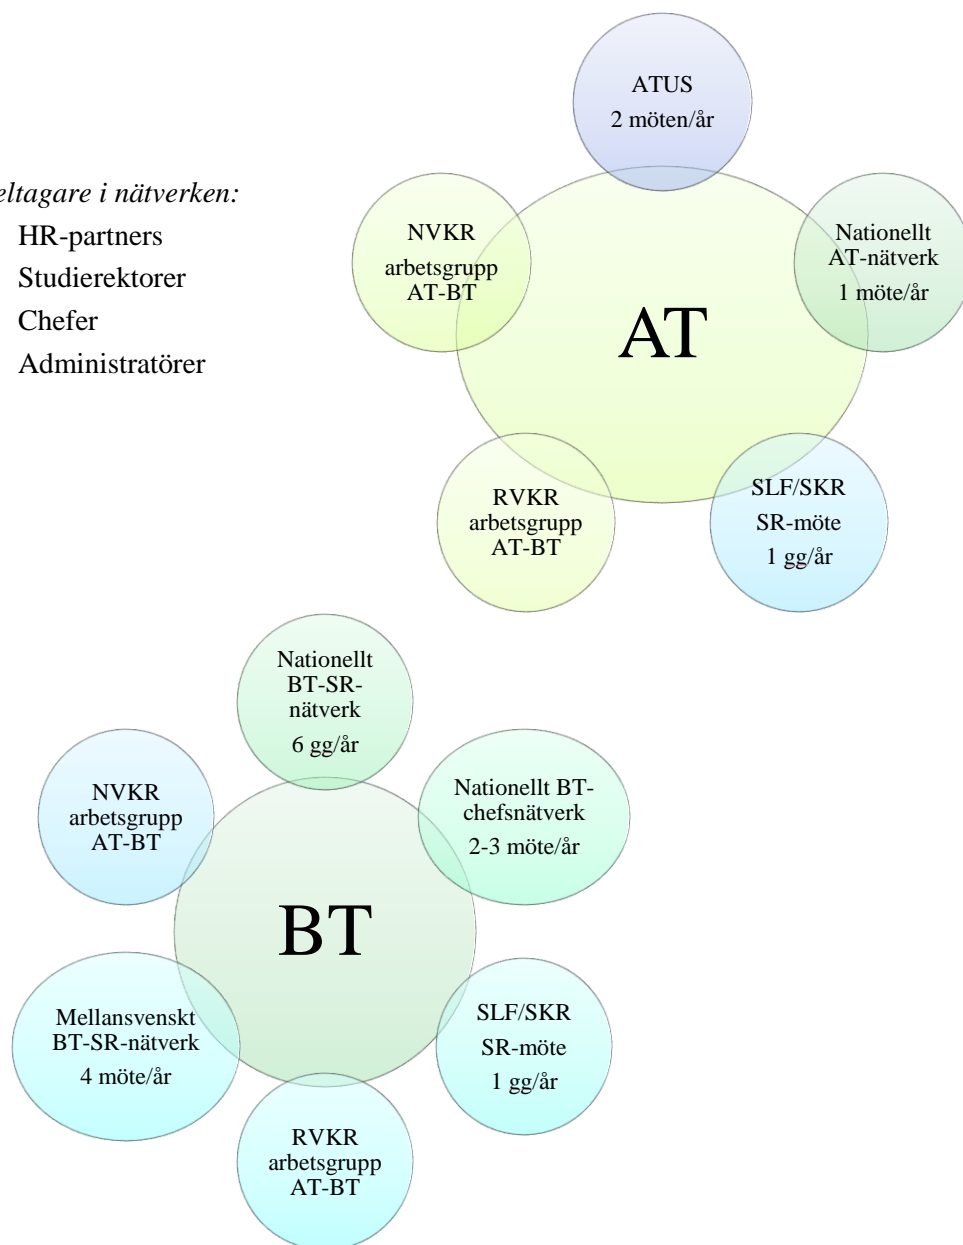 ATUS
2 möten/år
eltagare i nätverken:
HR-partners
Studierektorer
Chefer
Administratörer
NVKR
arbetsgrupp
AT-BT
Nationellt
AT-nätverk
1 möte/år
AT
RVKR
arbetsgrupp
AT-BT
SLF/SKR
SR-möte
1 gg/år
Nationellt
BT-SR-
nätverk
6 gg/år
NVKR
arbetsgrupp
AT-BT
Nationellt BT-
chefsnätverk
2-3 möte/år
BT
Mellansvenskt
BT-SR-nätverk
4 möte/år
SLF/SKR
SR-möte
1 gg/år
RVKR
arbetsgrupp
AT-BT